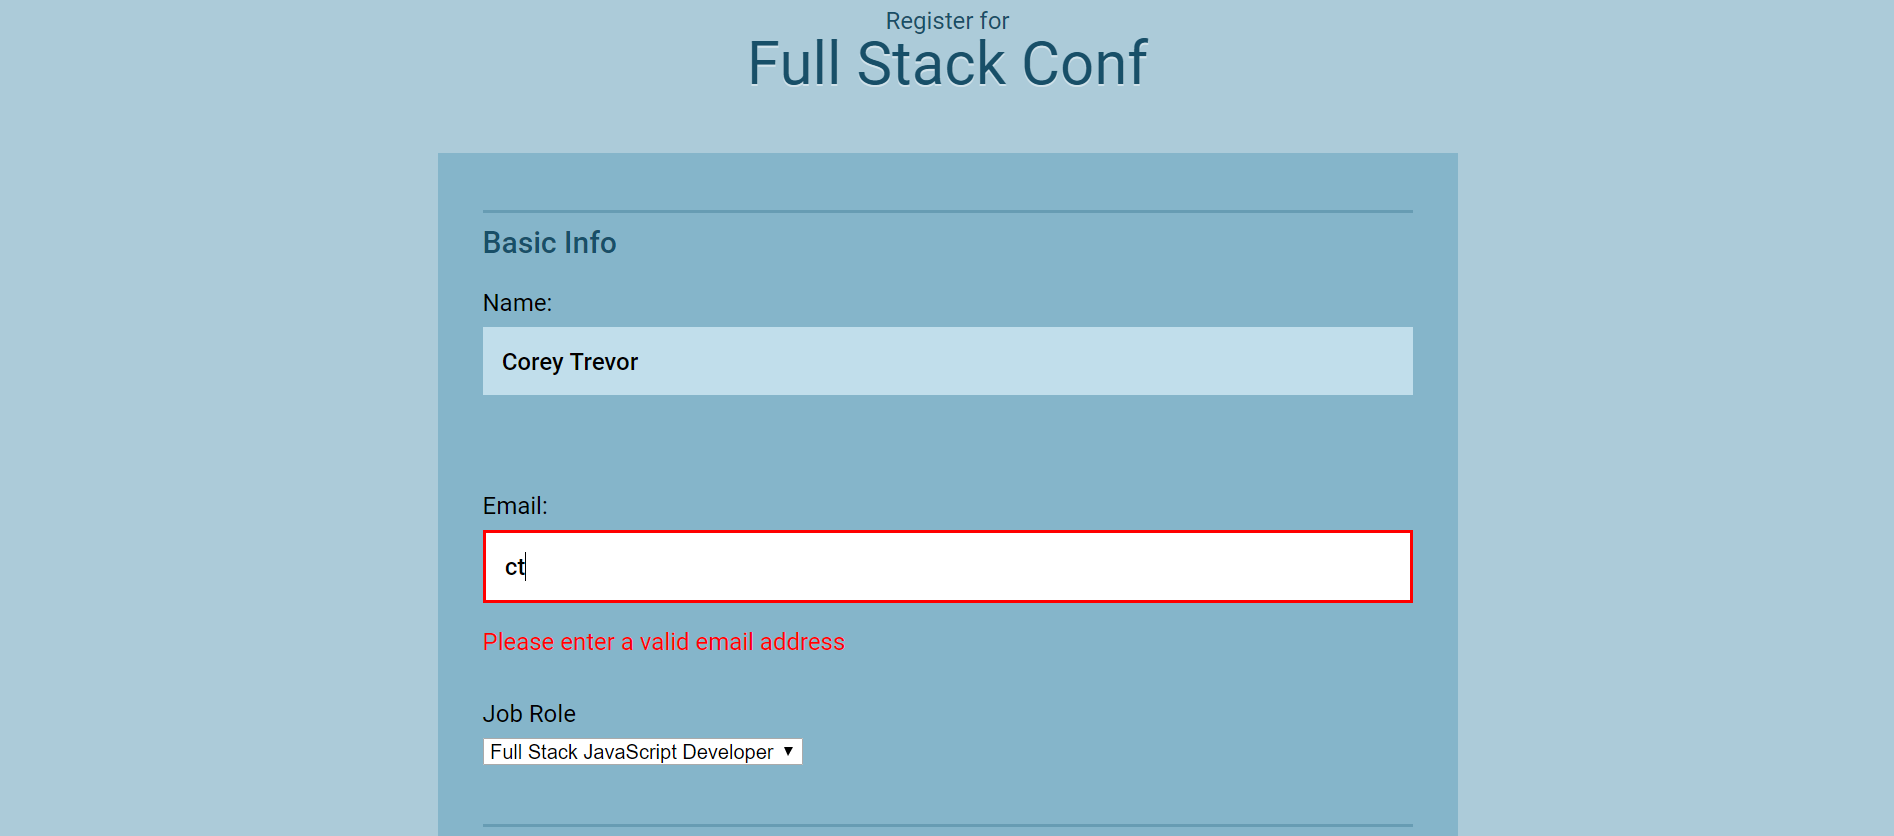 Register for
Full Stack Conf
Basic Info
Name:
Corey Trevor
Email:
ct
Please enter a valid email address
Job Role
Full Stack JavaScript Developer